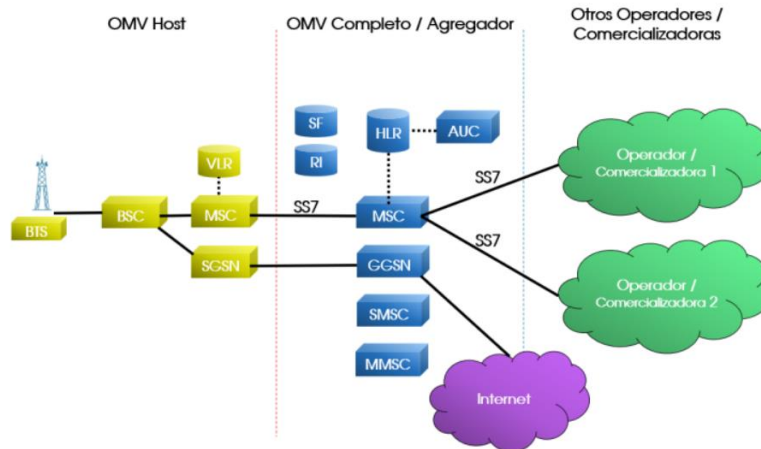 OMV Host
OMV Completo / Agregador
Otros Operadores /
Comercializadoras
SF
HLR
AUC
VLR
RI
Operador /
Comercializadora 1
SS7
BTS
BSC
MSC
SS7
MSC
SS7
SGSN
GGSN
Operador /
Comercializadora 2
SMSC
MMSC
Internet